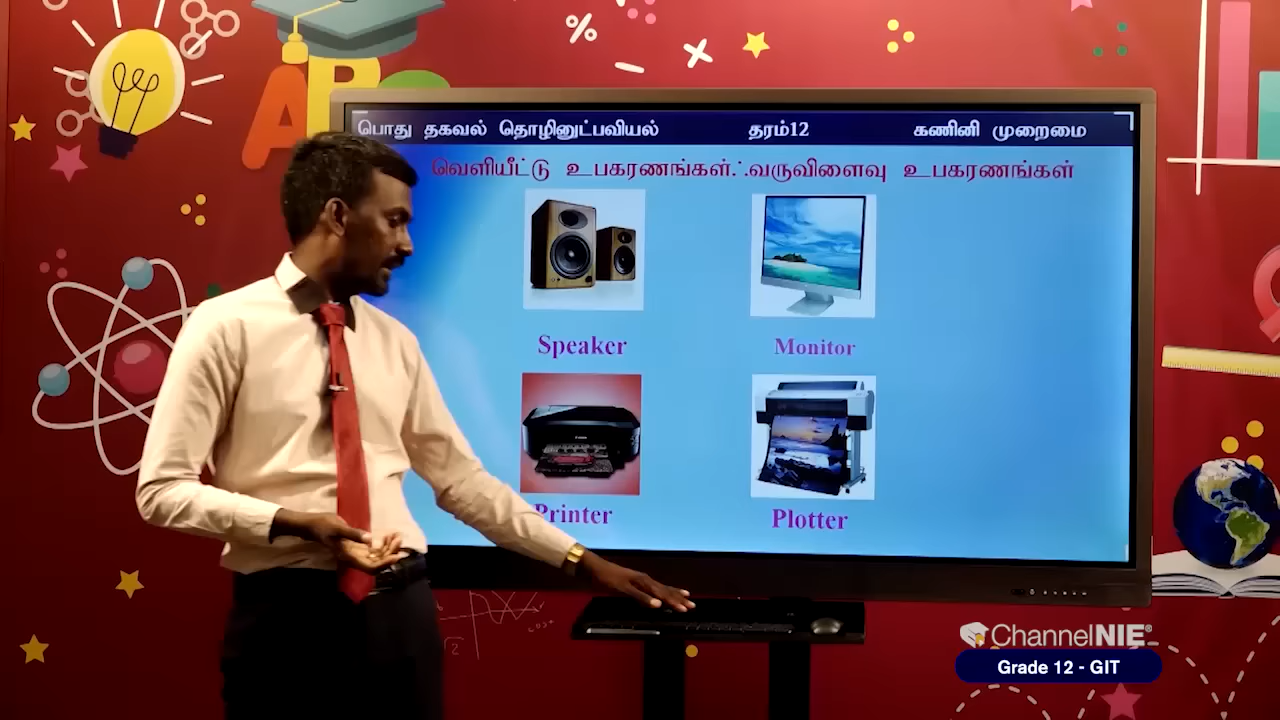 %
ABC
பொது தகவல் தொழினுட்பவியல் தரம்12 கணினி முறைமை
வெளியீட்டு உபகரணங்கள்.்.வருவிளைவு உபகரணங்கள்
Speaker
Monitor
Printer
Plotter
ChannelNIE®
Grade 12 - GIT